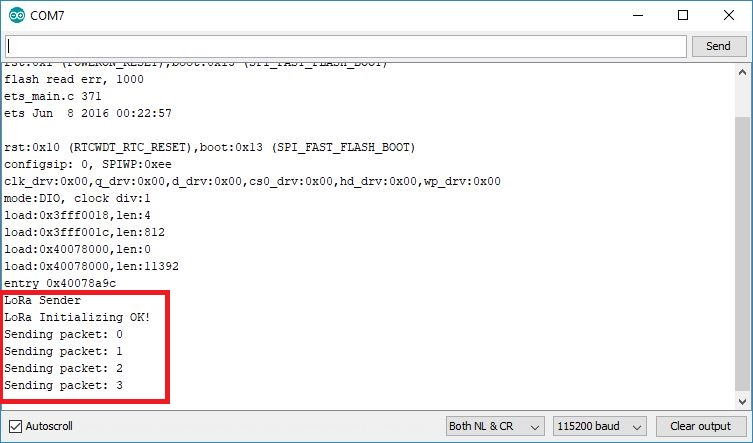 COM7
Send
rst:0x1 (POWERON_RESET),boot:0x13 (SPI_FAST_FLASH_BOOT)
flash read err, 1000
ets_main.c 371
ets Jun  8 2016 00:22:57
rst:0x10 (RTCWDT_RTC_RESET),boot:0x13 (SPI_FAST_FLASH_BOOT)
configsip: 0, SPIWP:0xee
clk_drv:0x00,q_drv:0x00,d_drv:0x00,cs0_drv:0x00,hd_drv:0x00,wp_drv:0x00
mode:DIO, clock div:1
load:0x3fff0018,len:4
load:0x3fff001c,len:812
load:0x40078000,len:0
load:0x40078000,len:11392
entry 0x40078a9c
LoRa Sender
LoRa Initializing OK!
Sending packet: 0
Sending packet: 1
Sending packet: 2
Sending packet: 3
Autoscroll
Both NL & CR
115200 baud
Clear output